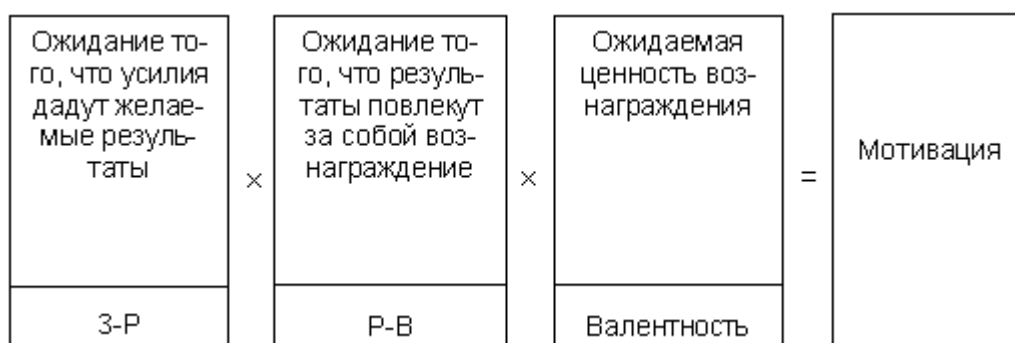 Ожидание то-
го, что усилия
дадут желае-
мые резуль-
таты
З-Р
×
Ожидание то-
го, что резуль-
таты повлекут
за собой воз-
награждение
Р-В
×
Ожидаемая
ценность воз-
награждения
Валентность
=
Мотивация